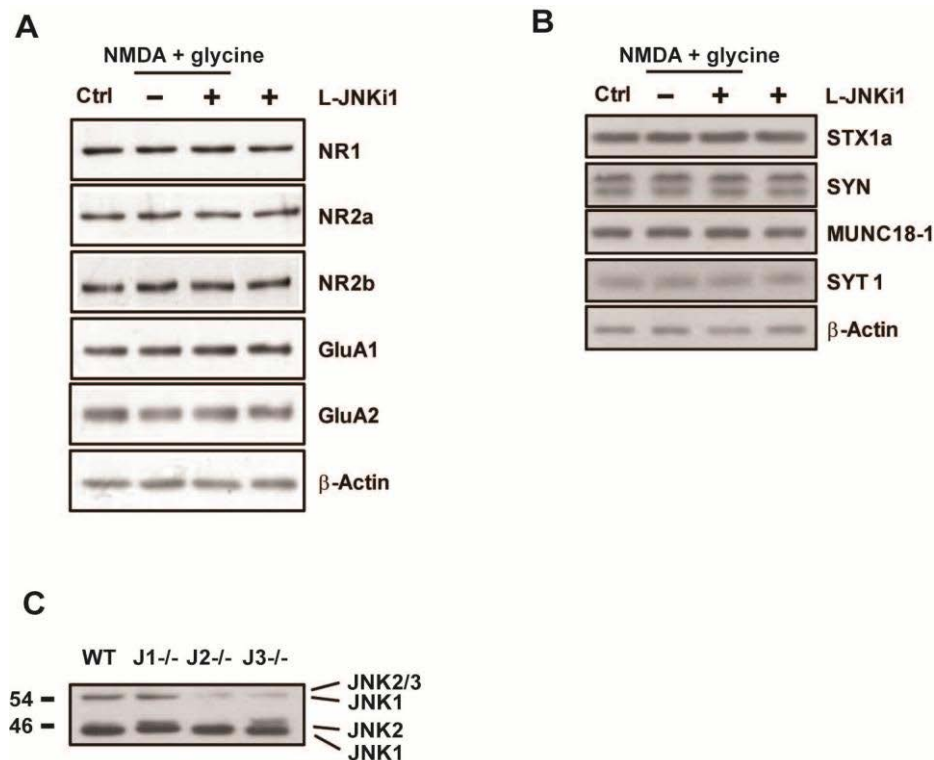 A
NMDA + glycine
Ctrl − + + L-JNKi1
NR1
NR2a
NR2b
GluA1
GluA2
β-Actin
B
NMDA + glycine
Ctrl − + + L-JNKi1
STX1a
SYN
MUNC18-1
SYT 1
β-Actin
C
WT J1-/- J2-/- J3-/-
JNK2/3
54 JNK1
46 JNK2
JNK1